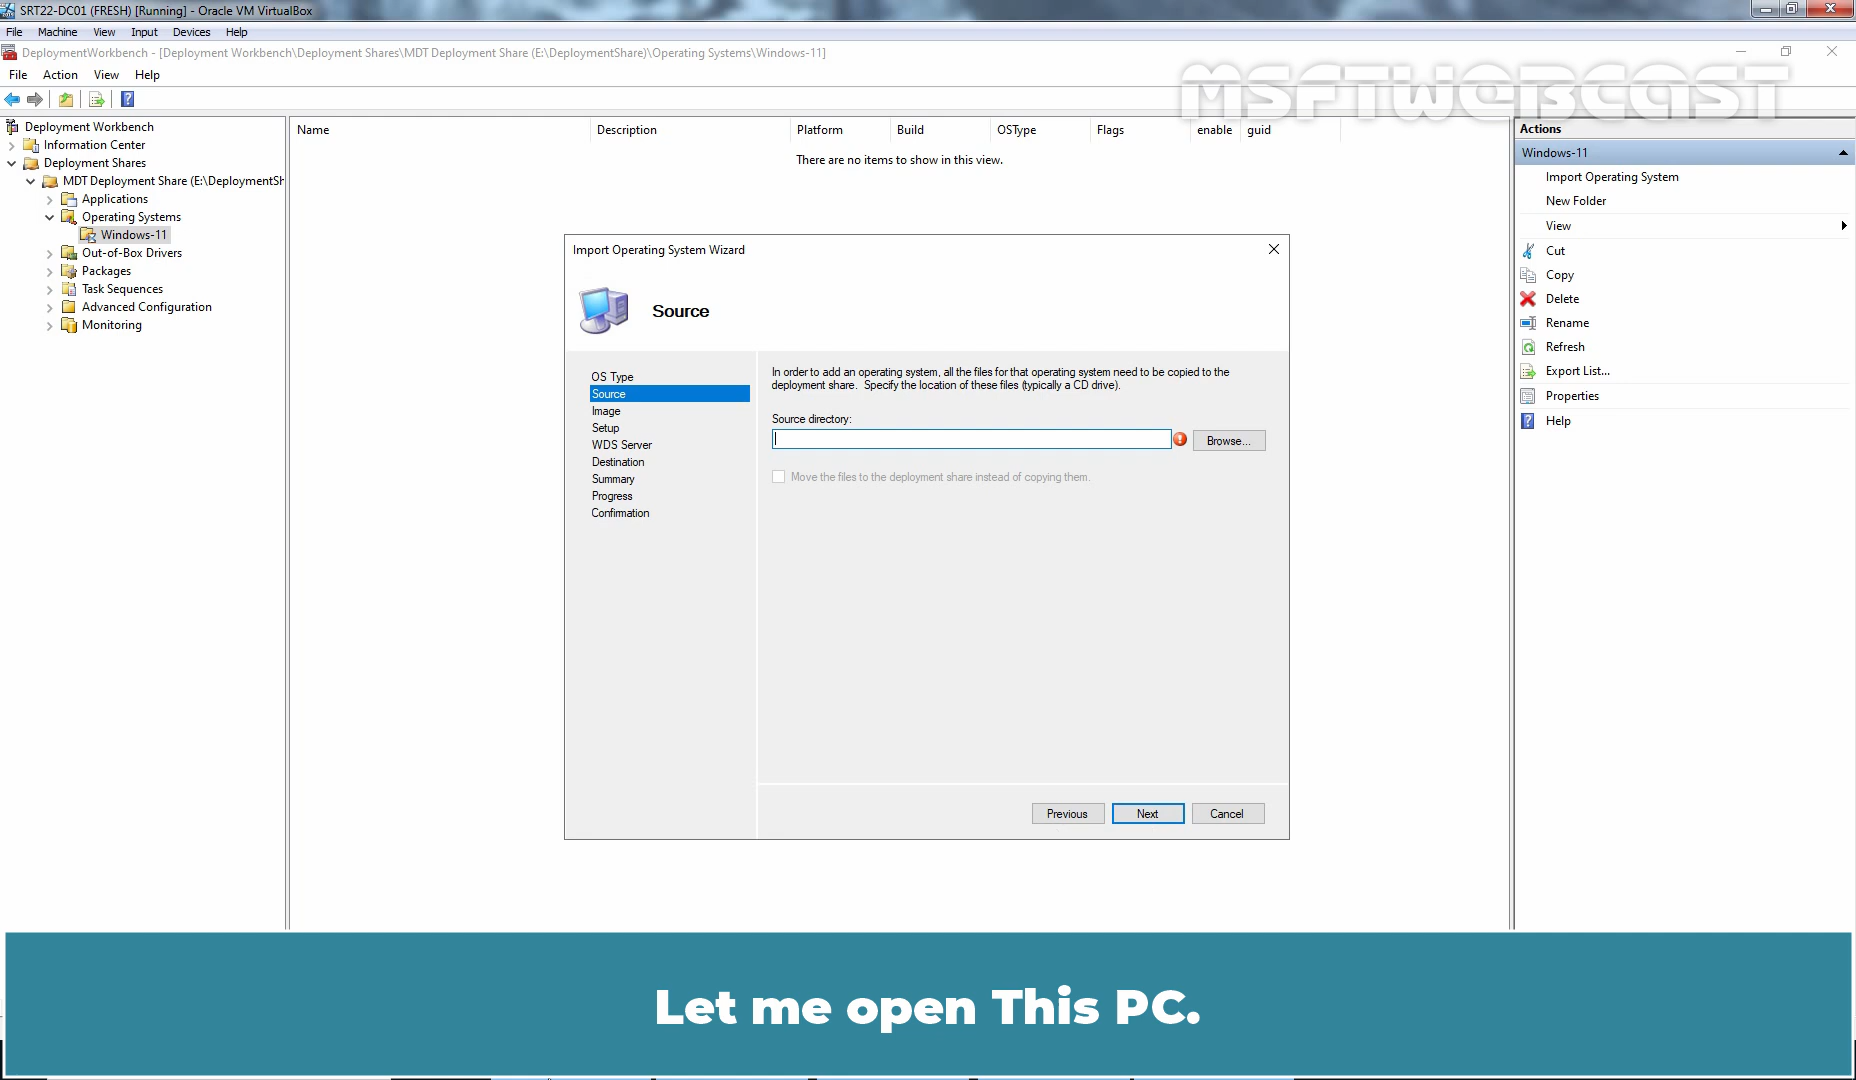 SRT22-DC01 (FRESH) [Running] - Oracle VM VirtualBox
File Machine View Input Devices Help
DeploymentWorkbench - [Deployment Workbench\Deployment Shares\MDT Deployment Share (E:\DeploymentShare)\Operating Systems\Windows-11]
File Action View Help
MSFTWEBCAST
Deployment Workbench
Information Center
Deployment Shares
MDT Deployment Share (E:\DeploymentSh
Applications
Operating Systems
Windows-11
Out-of-Box Drivers
Packages
Task Sequences
Advanced Configuration
Monitoring
Name Description Platform Build OSType Flags enable guid
There are no items to show in this view.
Import Operating System Wizard
Source
OS Type
Source
Image
Setup
WDS Server
Destination
Summary
Progress
Confirmation
In order to add an operating system, all the files for that operating system need to be copied to the
deployment share. Specify the location of these files (typically a CD drive).
Source directory:
Browse...
Move the files to the deployment share instead of copying them.
Previous Next Cancel
Actions
Windows-11
Import Operating System
New Folder
View
Cut
Copy
Delete
Rename
Refresh
Export List...
Properties
Help
Let me open This PC.